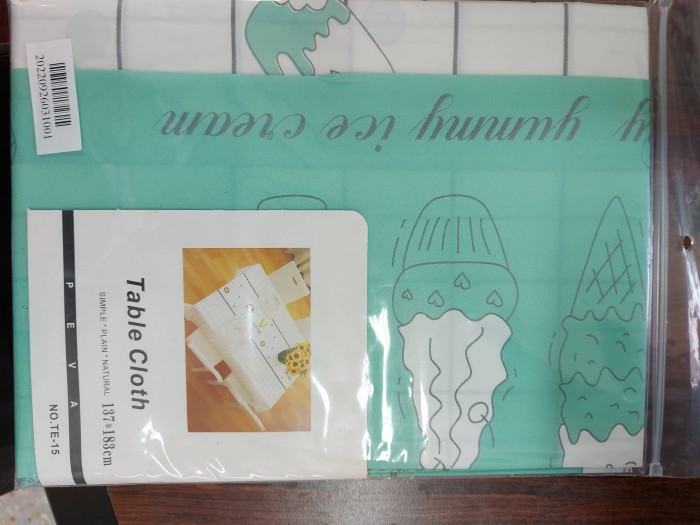 20220926031001
yummy ice cream
y
Table Cloth
SIMPLE*PLAIN*NATURAL
137*183cm
PEVA
NO.TE-15